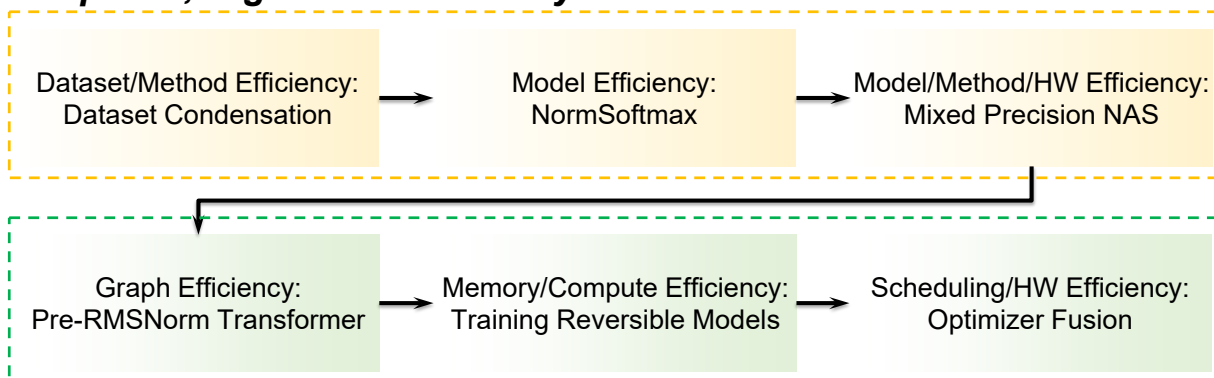 Dataset/Method Efficiency:
Dataset Condensation
Model Efficiency:
NormSoftmax
Model/Method/HW Efficiency:
Mixed Precision NAS
Graph Efficiency:
Pre-RMSNorm Transformer
Memory/Compute Efficiency:
Training Reversible Models
Scheduling/HW Efficiency:
Optimizer Fusion